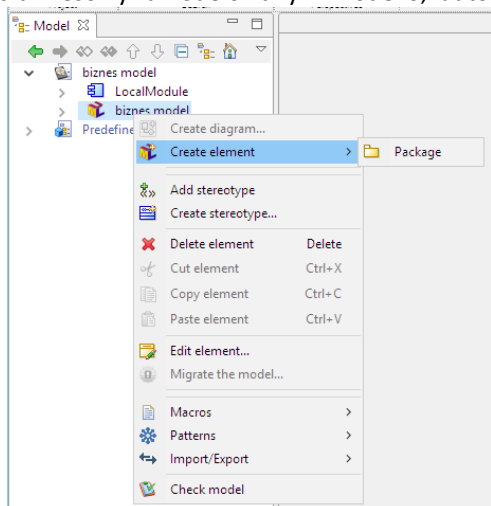 Model
biznes model
LocalModule
biznes model
Predefine
Create diagram...
Create element
Package
Add stereotype
Create stereotype...
Delete element Delete
Cut element Ctrl+X
Copy element Ctrl+C
Paste element Ctrl+V
Edit element...
Migrate the model...
Macros
Patterns
Import/Export
Check model